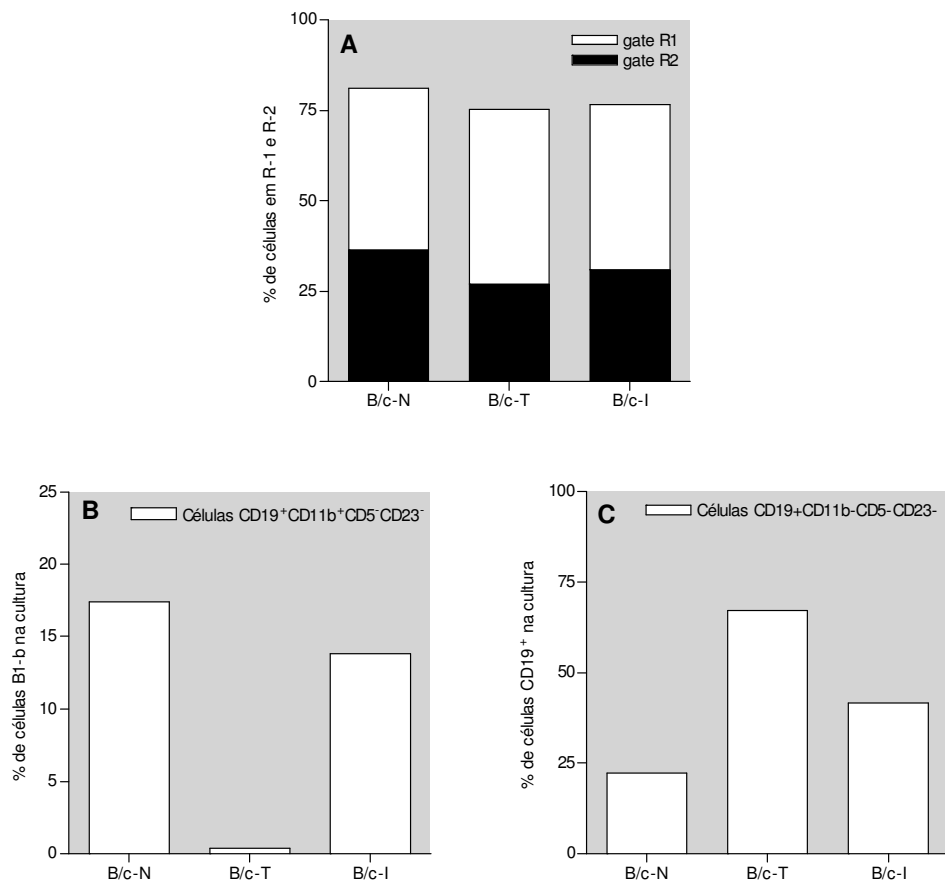 A
gate R1
gate R2
% de células em R-1 e R-2
100
75
50
25
0
B/c-N
B/c-T
B/c-I
B
Células CD19⁺CD11b⁺CD5⁻CD23⁻
% de células B1-b na cultura
25
20
15
10
5
0
B/c-N
B/c-T
B/c-I
C
Células CD19+CD11b-CD5-CD23-
% de células CD19⁺ na cultura
100
75
50
25
0
B/c-N
B/c-T
B/c-I